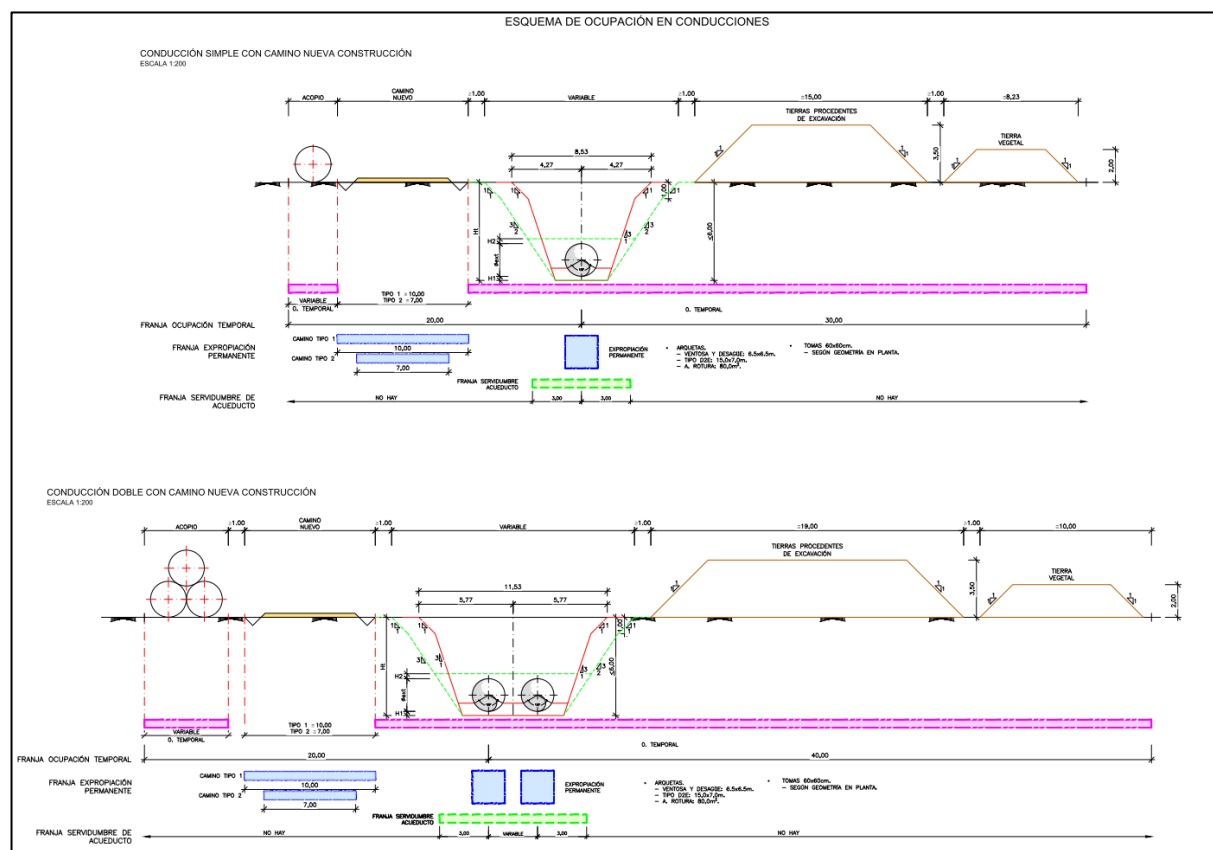 ESQUEMA DE OCUPACIÓN EN CONDUCCIONES
CONDUCCIÓN SIMPLE CON CAMINO NUEVA CONSTRUCCIÓN
ESCALA 1:200
ACOPIO
CAMINO
NUEVO
±1.00
VARIABLE
±1.00
±15,00
±1.00
±8,23
TIERRAS PROCEDENTES
DE EXCAVACIÓN
TIERRA
VEGETAL
8,53
4,27
4,27
3,50
2,00
1,00
≤6,00
Ht
H2
Øext
H1
VARIABLE
O. TEMPORAL
TIPO 1 =10,00
TIPO 2 =7,00
O. TEMPORAL
FRANJA OCUPACIÓN TEMPORAL
20,00
30,00
FRANJA EXPROPIACIÓN
PERMANENTE
CAMINO TIPO 1
10,00
CAMINO TIPO 2
7,00
EXPROPIACIÓN
PERMANENTE
• ARQUETAS.
– VENTOSA Y DESAGÜE: 6.5x6.5m.
– TIPO D2E: 15,0x7,0m.
– A. ROTURA: 80,0m².
• TOMAS 60x60cm.
– SEGÚN GEOMETRÍA EN PLANTA.
FRANJA SERVIDUMBRE
ACUEDUCTO
FRANJA SERVIDUMBRE DE
ACUEDUCTO
NO HAY
3,00
3,00
NO HAY
CONDUCCIÓN DOBLE CON CAMINO NUEVA CONSTRUCCIÓN
ESCALA 1:200
ACOPIO
±1.00
CAMINO
NUEVO
±1.00
VARIABLE
±1.00
±19,00
±1.00
±10,00
TIERRAS PROCEDENTES
DE EXCAVACIÓN
TIERRA
VEGETAL
11,53
5,77
5,77
3,50
2,00
1,00
≤6,00
Ht
H2
Øext
H1
VARIABLE
O. TEMPORAL
TIPO 1 =10,00
TIPO 2 =7,00
O. TEMPORAL
FRANJA OCUPACIÓN TEMPORAL
20,00
40,00
FRANJA EXPROPIACIÓN
PERMANENTE
CAMINO TIPO 1
10,00
CAMINO TIPO 2
7,00
EXPROPIACIÓN
PERMANENTE
• ARQUETAS.
– VENTOSA Y DESAGÜE: 6.5x6.5m.
– TIPO D2E: 15,0x7,0m.
– A. ROTURA: 80,0m².
• TOMAS 60x60cm.
– SEGÚN GEOMETRÍA EN PLANTA.
FRANJA SERVIDUMBRE
ACUEDUCTO
FRANJA SERVIDUMBRE DE
ACUEDUCTO
NO HAY
3,00
VARIABLE
3,00
NO HAY